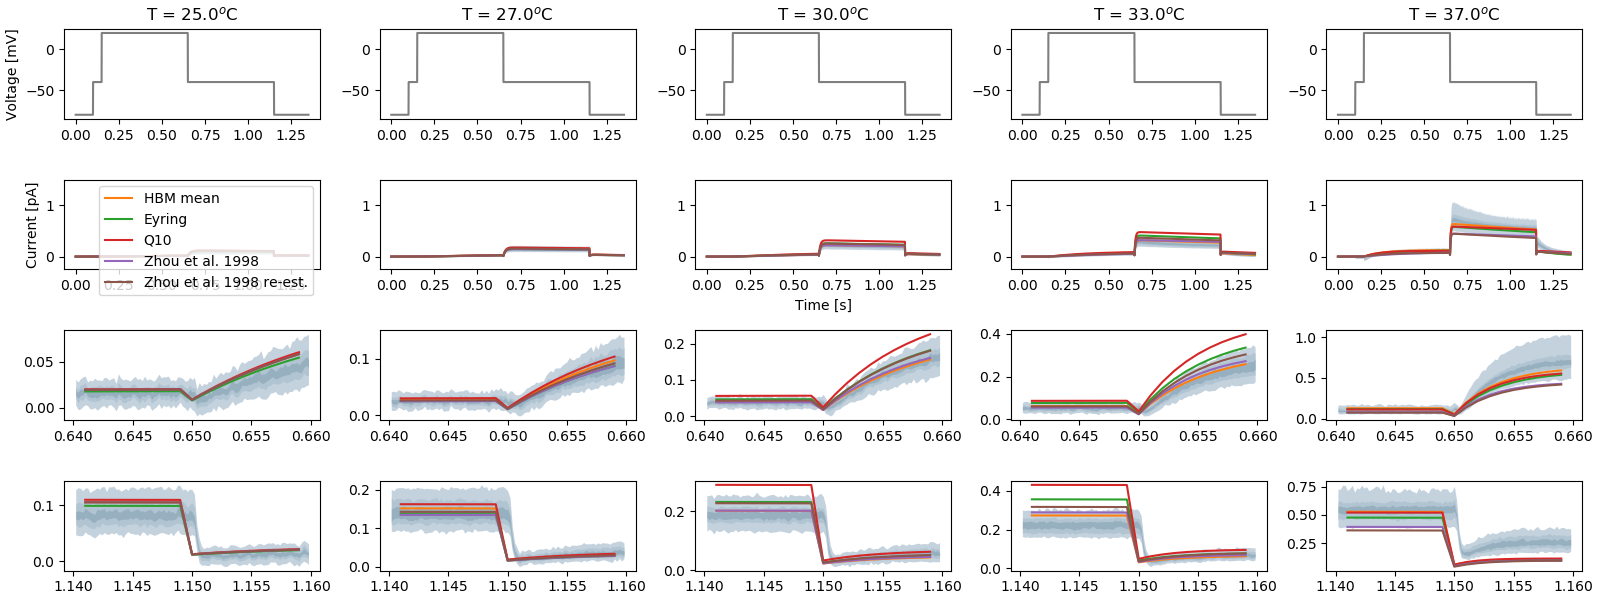 T = 25.0°C T = 27.0°C T = 30.0°C T = 33.0°C T = 37.0°C
Voltage [mV]
0 0 0 0 0
−50 −50 −50 −50 −50
0.00 0.25 0.50 0.75 1.00 1.25 0.00 0.25 0.50 0.75 1.00 1.25 0.00 0.25 0.50 0.75 1.00 1.25 0.00 0.25 0.50 0.75 1.00 1.25 0.00 0.25 0.50 0.75 1.00 1.25
Current [pA]
1 1 1 1 1
0 0 0 0 0
HBM mean
Eyring
Q10
Zhou et al. 1998
Zhou et al. 1998 re-est.
0.00 0.25 0.50 0.75 1.00 1.25 0.00 0.25 0.50 0.75 1.00 1.25 0.00 0.25 0.50 0.75 1.00 1.25 0.00 0.25 0.50 0.75 1.00 1.25 0.00 0.25 0.50 0.75 1.00 1.25
Time [s]
0.05 0.1 0.2 0.4 1.0
0.1 0.2 0.5
0.00 0.0 0.0 0.0 0.0
0.640 0.645 0.650 0.655 0.660 0.640 0.645 0.650 0.655 0.660 0.640 0.645 0.650 0.655 0.660 0.640 0.645 0.650 0.655 0.660 0.640 0.645 0.650 0.655 0.660
0.1 0.2 0.2 0.4 0.75
0.1 0.2 0.50
0.0 0.0 0.0 0.0 0.25
1.140 1.145 1.150 1.155 1.160 1.140 1.145 1.150 1.155 1.160 1.140 1.145 1.150 1.155 1.160 1.140 1.145 1.150 1.155 1.160 1.140 1.145 1.150 1.155 1.160